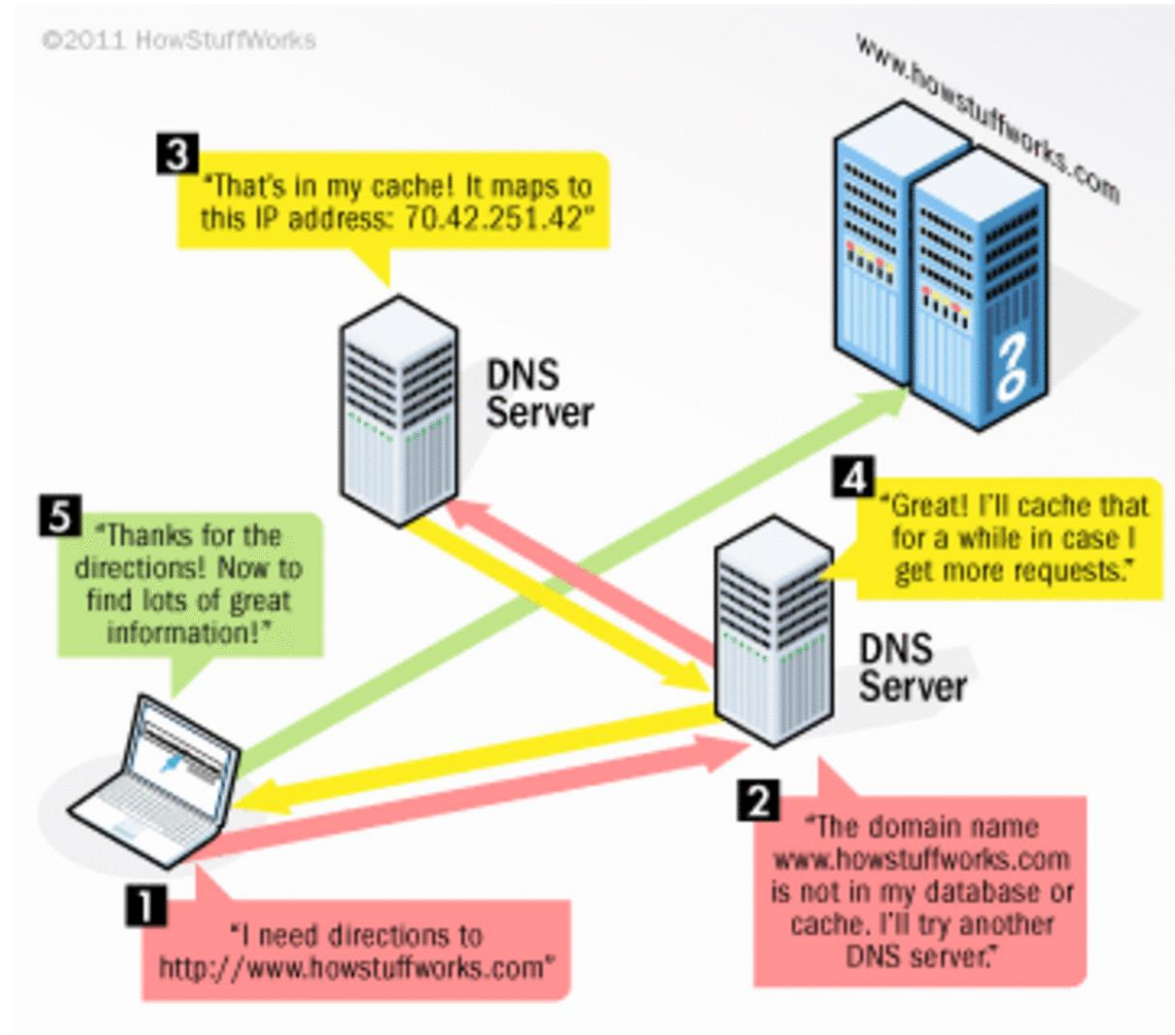 ©2011 HowStuffWorks
www.howstuffworks.com
3
"That's in my cache! It maps to
this IP address: 70.42.251.42"
DNS
Server
4
"Great! I'll cache that
for a while in case I
get more requests."
5
"Thanks for the
directions! Now to
find lots of great
information!"
DNS
Server
2
"The domain name
www.howstuffworks.com
is not in my database or
cache. I'll try another
DNS server."
1
"I need directions to
http://www.howstuffworks.com"